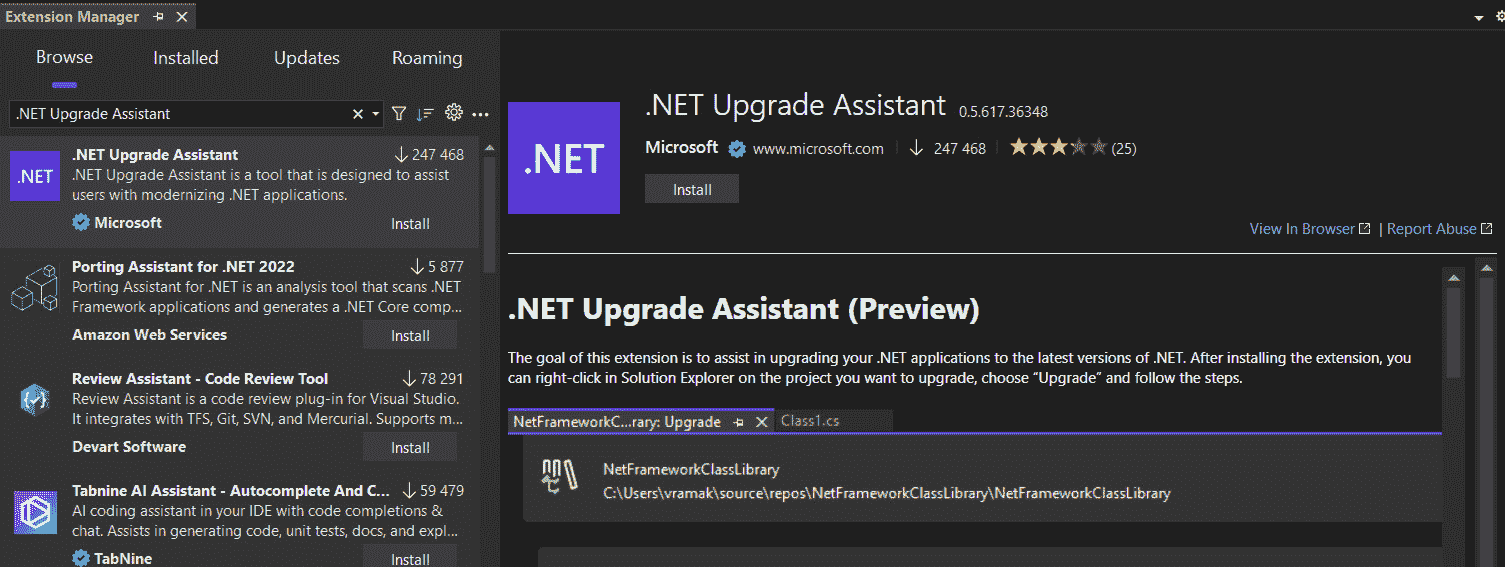 Extension Manager
Browse Installed Updates Roaming
.NET Upgrade Assistant
.NET
.NET Upgrade Assistant 247 468
.NET Upgrade Assistant is a tool that is designed to assist
users with modernizing .NET applications.
Microsoft Install
Porting Assistant for .NET 2022 5 877
Porting Assistant for .NET is an analysis tool that scans .NET
Framework applications and generates a .NET Core comp...
Amazon Web Services Install
Review Assistant - Code Review Tool 78 291
Review Assistant is a code review plug-in for Visual Studio.
It integrates with TFS, Git, SVN, and Mercurial. Supports m...
Devart Software Install
Tabnine AI Assistant - Autocomplete And C... 59 479
AI coding assistant in your IDE with code completions &
chat. Assists in generating code, unit tests, docs, and expl...
TabNine Install
.NET
.NET Upgrade Assistant 0.5.617.36348
Microsoft www.microsoft.com 247 468 (25)
Install
View In Browser | Report Abuse
.NET Upgrade Assistant (Preview)
The goal of this extension is to assist in upgrading your .NET applications to the latest versions of .NET. After installing the extension, you
can right-click in Solution Explorer on the project you want to upgrade, choose “Upgrade” and follow the steps.
NetFrameworkC...rary: Upgrade Class1.cs
NetFrameworkClassLibrary
C:\Users\vramak\source\repos\NetFrameworkClassLibrary\NetFrameworkClassLibrary